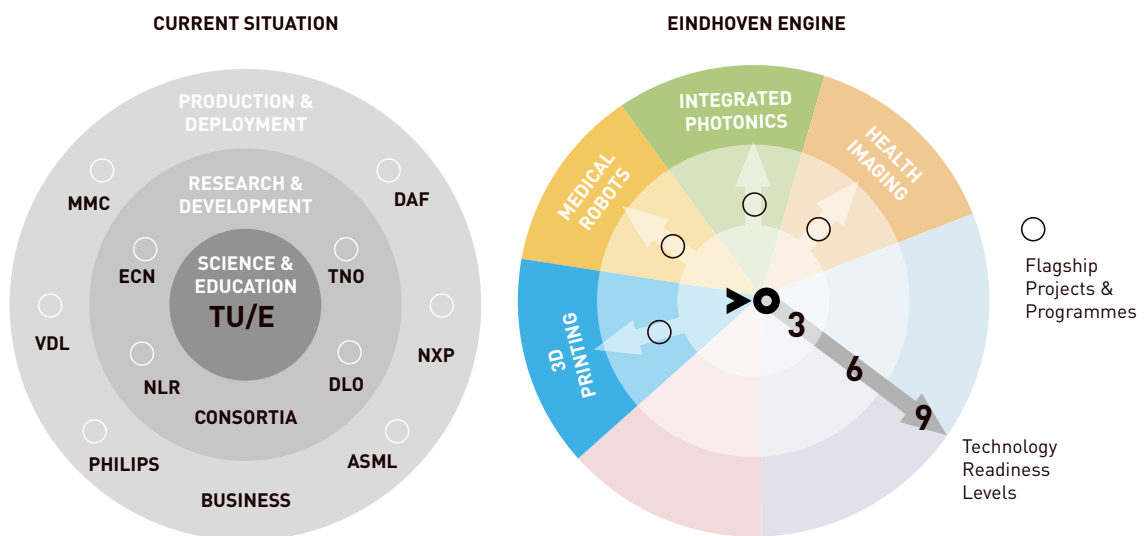 CURRENT SITUATION
PRODUCTION &
DEPLOYMENT
RESEARCH &
DEVELOPMENT
SCIENCE &
EDUCATION
TU/E
MMC
DAF
ECN
TNO
VDL
NXP
NLR
DLO
CONSORTIA
PHILIPS
ASML
BUSINESS
EINDHOVEN ENGINE
INTEGRATED
PHOTONICS
HEALTH
IMAGING
MEDICAL
ROBOTS
3D
PRINTING
3
6
9
Flagship
Projects &
Programmes
Technology
Readiness
Levels